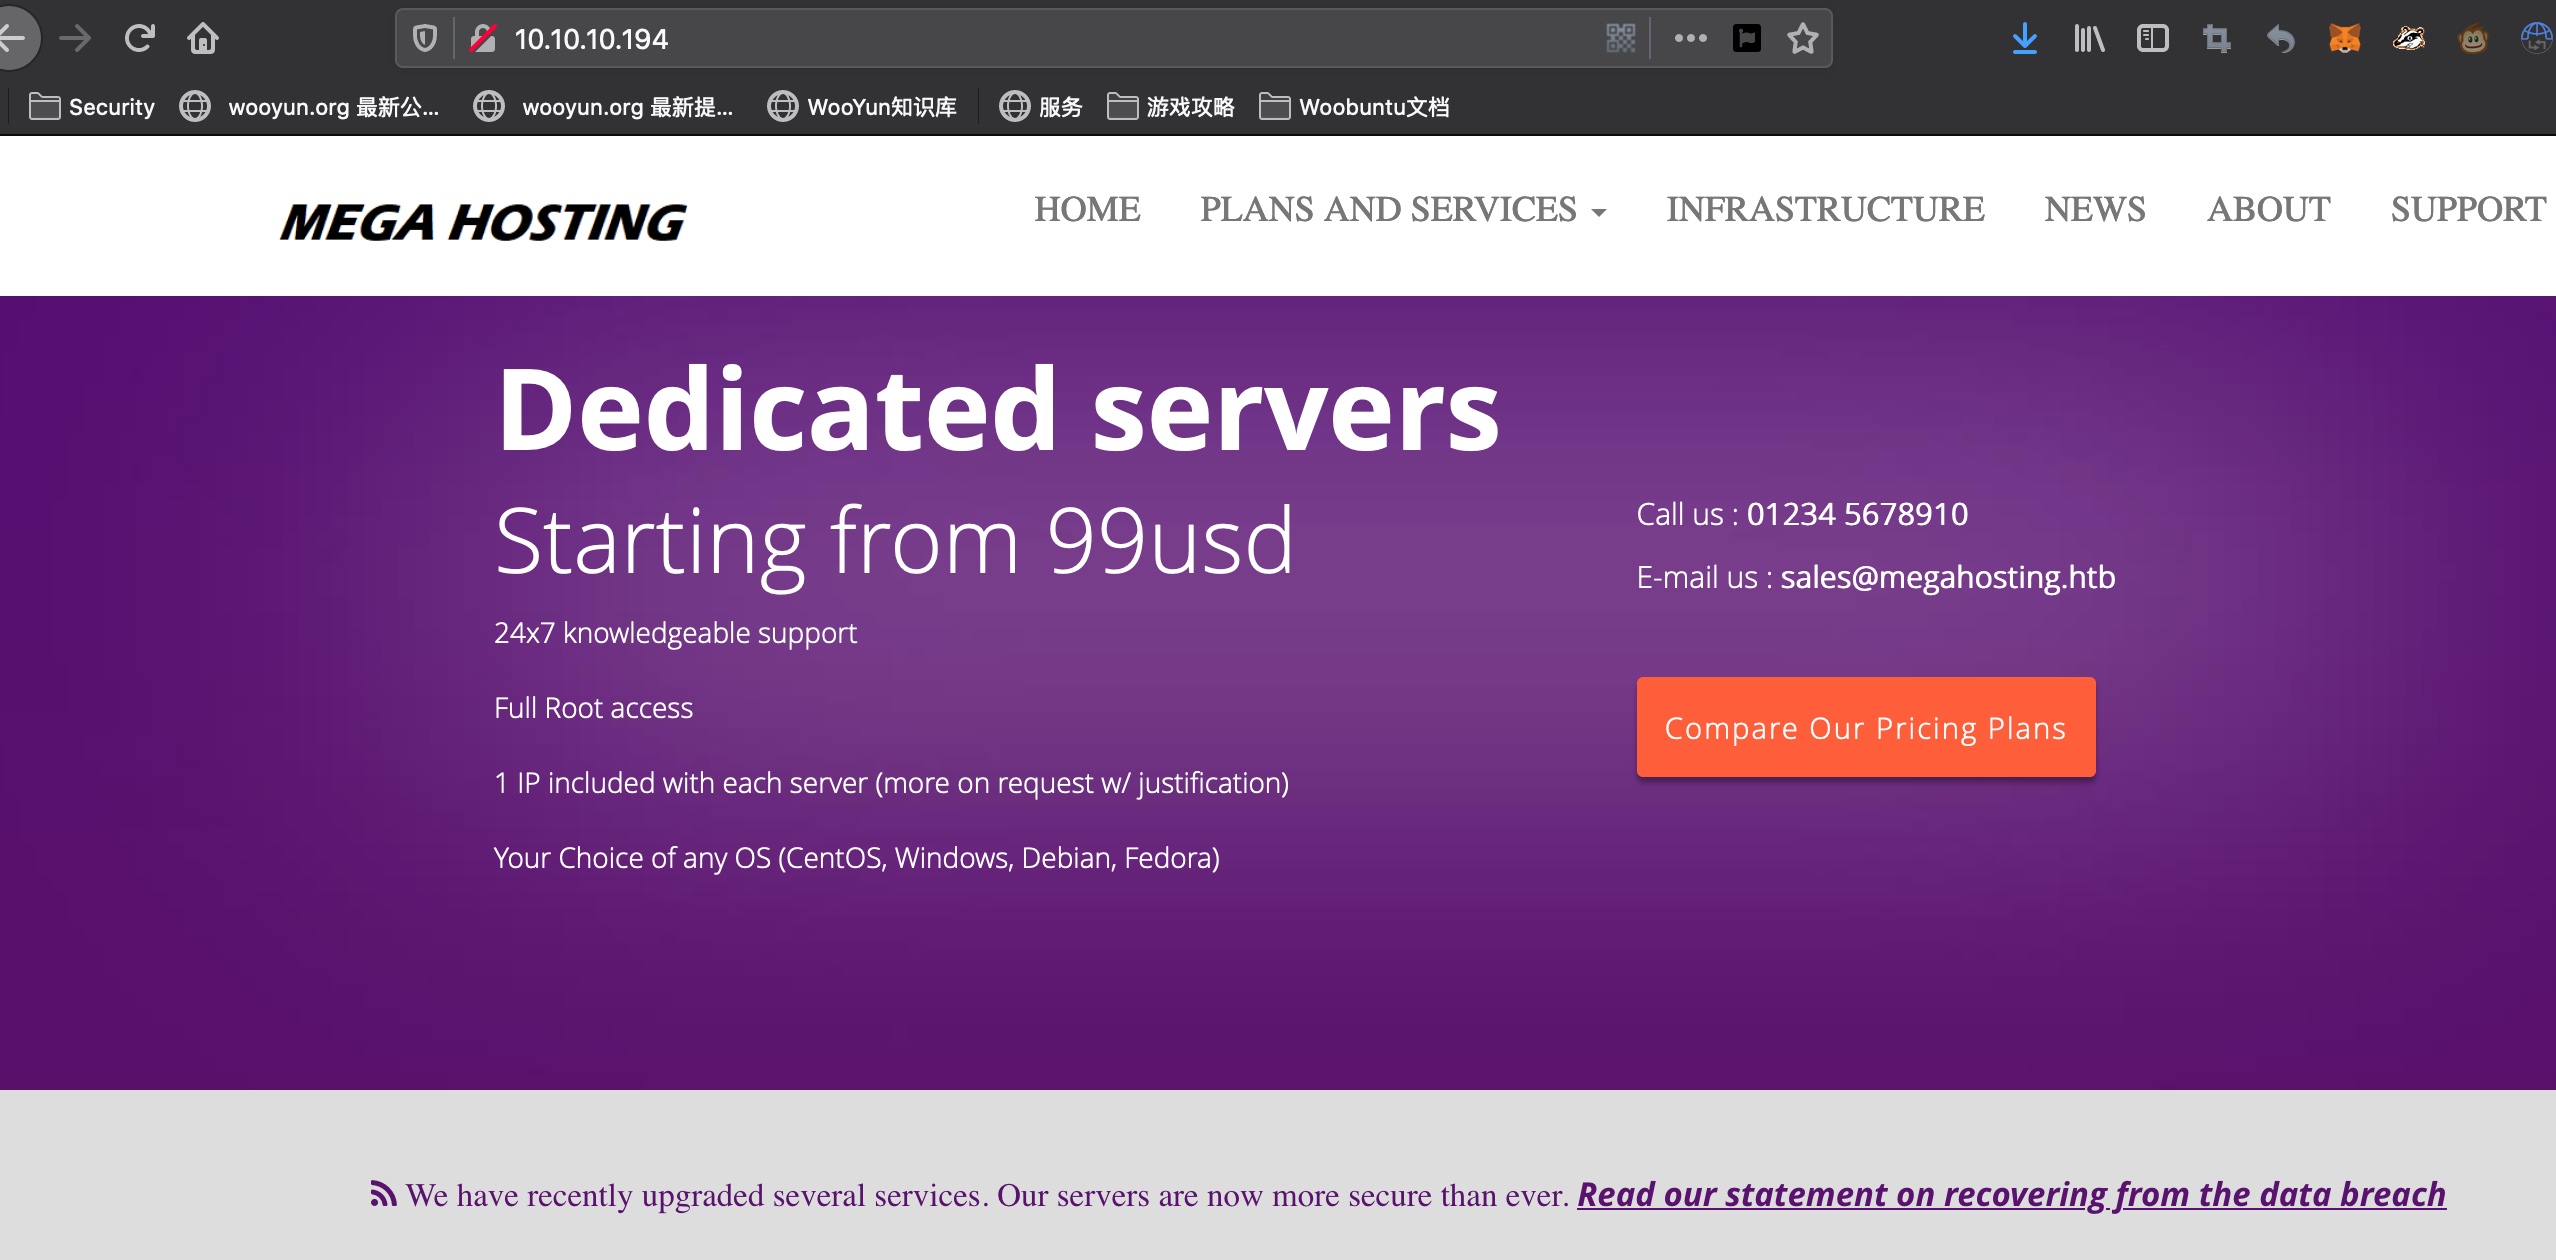 10.10.10.194
Security wooyun.org 最新公... wooyun.org 最新提... WooYun知识库 服务 游戏攻略 Woobuntu文档
MEGA HOSTING HOME PLANS AND SERVICES INFRASTRUCTURE NEWS ABOUT SUPPORT
Dedicated servers
Starting from 99usd
24x7 knowledgeable support
Full Root access
1 IP included with each server (more on request w/ justification)
Your Choice of any OS (CentOS, Windows, Debian, Fedora)
Call us : 01234 5678910
E-mail us : sales@megahosting.htb
Compare Our Pricing Plans
We have recently upgraded several services. Our servers are now more secure than ever. Read our statement on recovering from the data breach